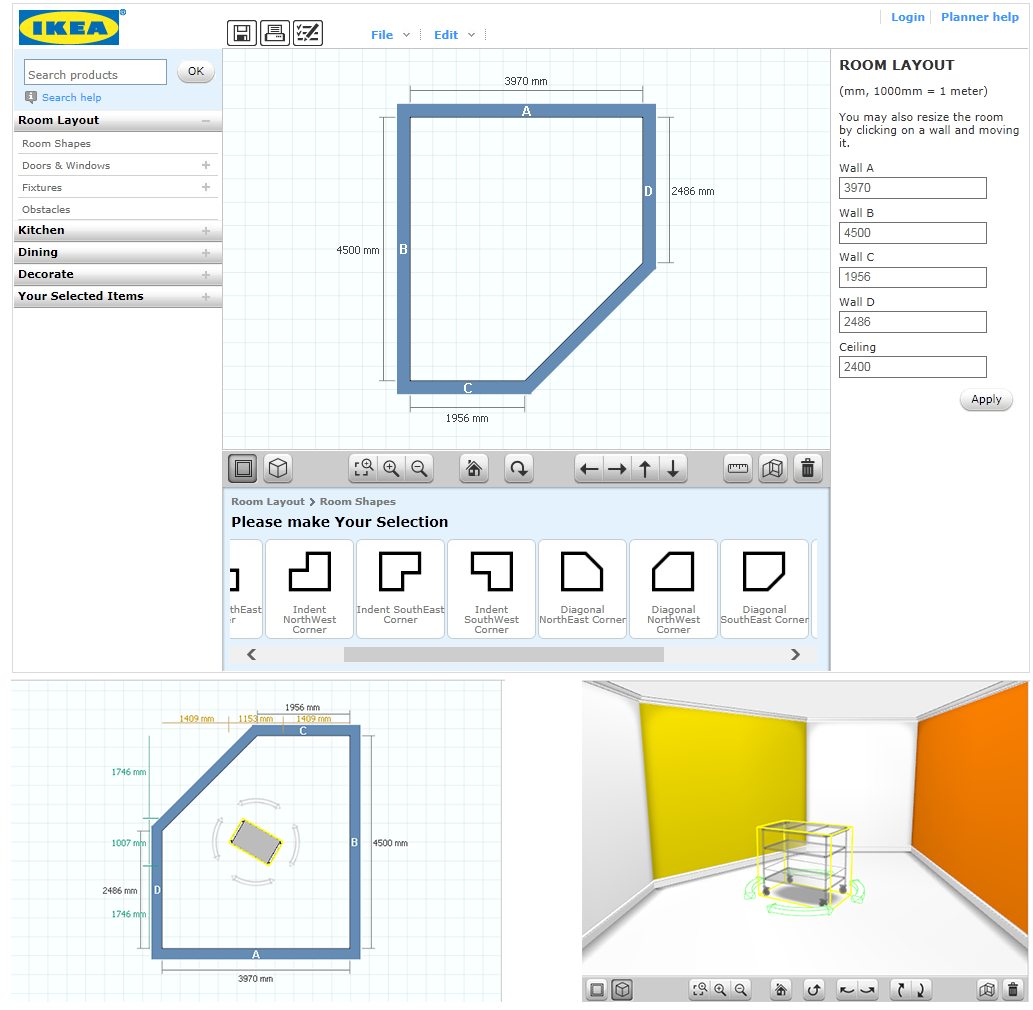 IKEA®
File
Edit
Login
Planner help
Search products
OK
Search help
Room Layout
Room Shapes
Doors & Windows
Fixtures
Obstacles
Kitchen
Dining
Decorate
Your Selected Items
3970 mm
A
D
2486 mm
4500 mm
B
C
1956 mm
ROOM LAYOUT
(mm, 1000mm = 1 meter)
You may also resize the room
by clicking on a wall and moving
it.
Wall A
3970
Wall B
4500
Wall C
1956
Wall D
2486
Ceiling
2400
Apply
Room Layout > Room Shapes
Please make Your Selection
thEast
r
Indent
NorthWest
Corner
Indent SouthEast
Corner
Indent
SouthWest
Corner
Diagonal
NorthEast Corner
Diagonal
NorthWest
Corner
Diagonal
SouthEast Corner
1956 mm
1409 mm
1153 mm
1409 mm
C
1746 mm
1007 mm
B
4500 mm
2486 mm
D
1746 mm
A
3970 mm